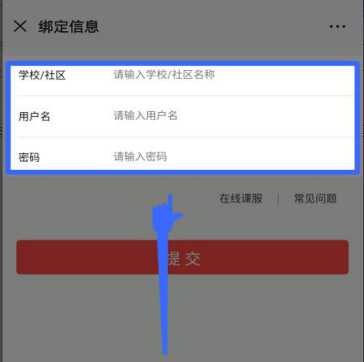 绑定信息
学校/社区 请输入学校/社区名称
用户名 请输入用户名
密码 请输入密码
在线课服 | 常见问题
提交